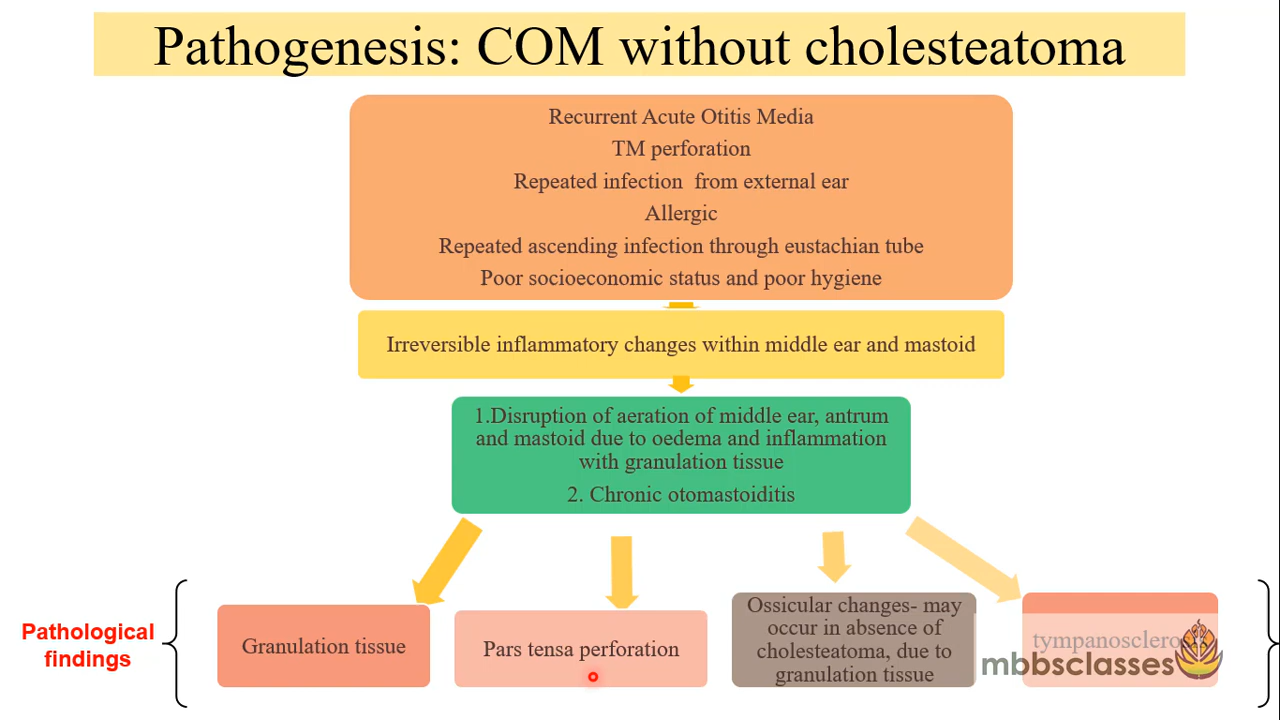 Pathogenesis: COM without cholesteatoma
Recurrent Acute Otitis Media
TM perforation
Repeated infection from external ear
Allergic
Repeated ascending infection through eustachian tube
Poor socioeconomic status and poor hygiene
Irreversible inflammatory changes within middle ear and mastoid
1.Disruption of aeration of middle ear, antrum
and mastoid due to oedema and inflammation
with granulation tissue
2. Chronic otomastoiditis
Pathological
findings
Granulation tissue
Pars tensa perforation
Ossicular changes- may
occur in absence of
cholesteatoma, due to
granulation tissue
mbbsclasses